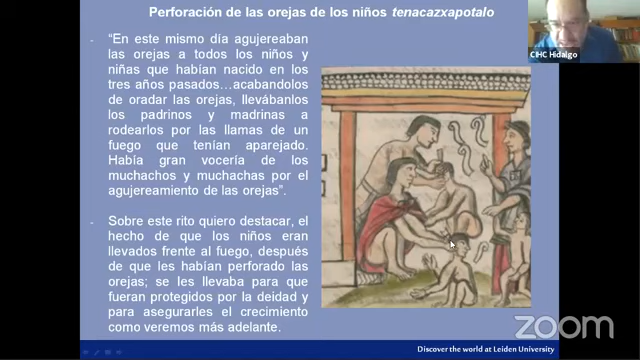 Perforación de las orejas de los niños tenacazxapotalo
- “En este mismo día agujereaban
las orejas a todos los niños y
niñas que habían nacido en los
tres años pasados…acabandolos
de oradar las orejas, llevábanlos
los padrinos y madrinas a
rodearlos por las llamas de un
fuego que tenían aparejado.
Había gran vocería de los
muchachos y muchachas por el
agujereamiento de las orejas”.
- Sobre este rito quiero destacar, el
hecho de que los niños eran
llevados frente al fuego, después
de que les habían perforado las
orejas; se les llevaba para que
fueran protegidos por la deidad y
para asegurarles el crecimiento
como veremos más adelante.
CIHC Hidalgo
zoom
Discover the world at Leiden University